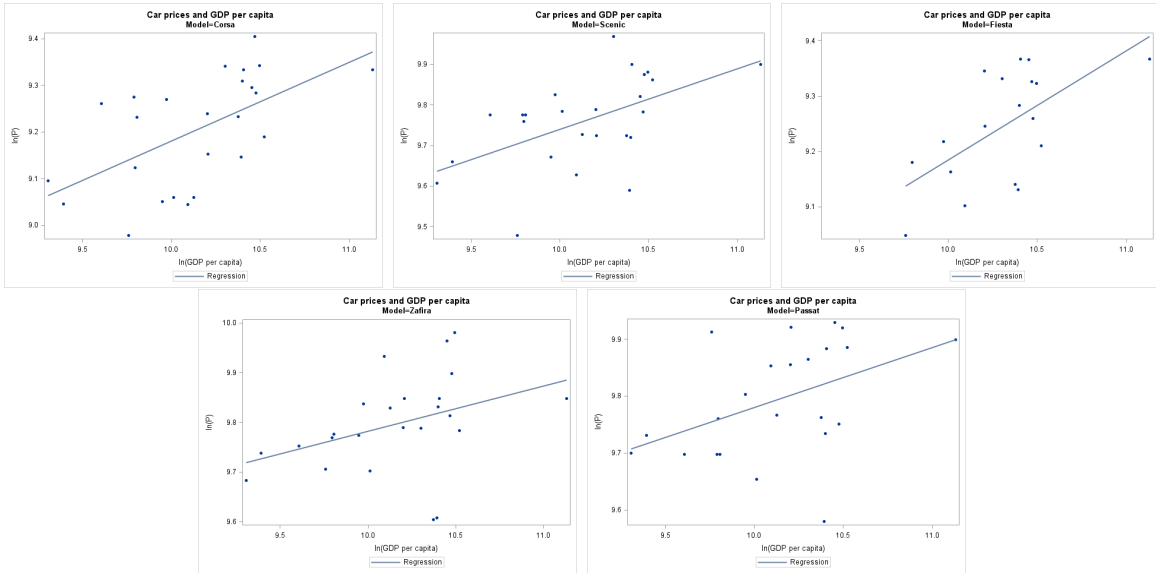 Car prices and GDP per capita
Model=Corsa
9.4
9.3
9.2
9.1
9.0
ln(P)
9.5
10.0
10.5
11.0
ln(GDP per capita)
Regression
Car prices and GDP per capita
Model=Scenic
9.9
9.8
9.7
9.6
9.5
ln(P)
9.5
10.0
10.5
11.0
ln(GDP per capita)
Regression
Car prices and GDP per capita
Model=Fiesta
9.4
9.3
9.2
9.1
ln(P)
9.5
10.0
10.5
11.0
ln(GDP per capita)
Regression
Car prices and GDP per capita
Model=Zafira
10.0
9.9
9.8
9.7
9.6
ln(P)
9.5
10.0
10.5
11.0
ln(GDP per capita)
Regression
Car prices and GDP per capita
Model=Passat
9.9
9.8
9.7
9.6
ln(P)
9.5
10.0
10.5
11.0
ln(GDP per capita)
Regression